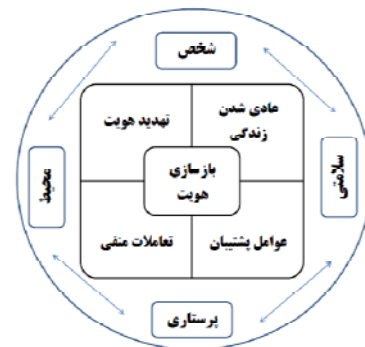 شخص
عادی شدن
زندگی
تهدید هویت
بازسازی
هویت
سلامتی
محیط
عوامل پشتیبان
تعاملات منفی
پرستاری